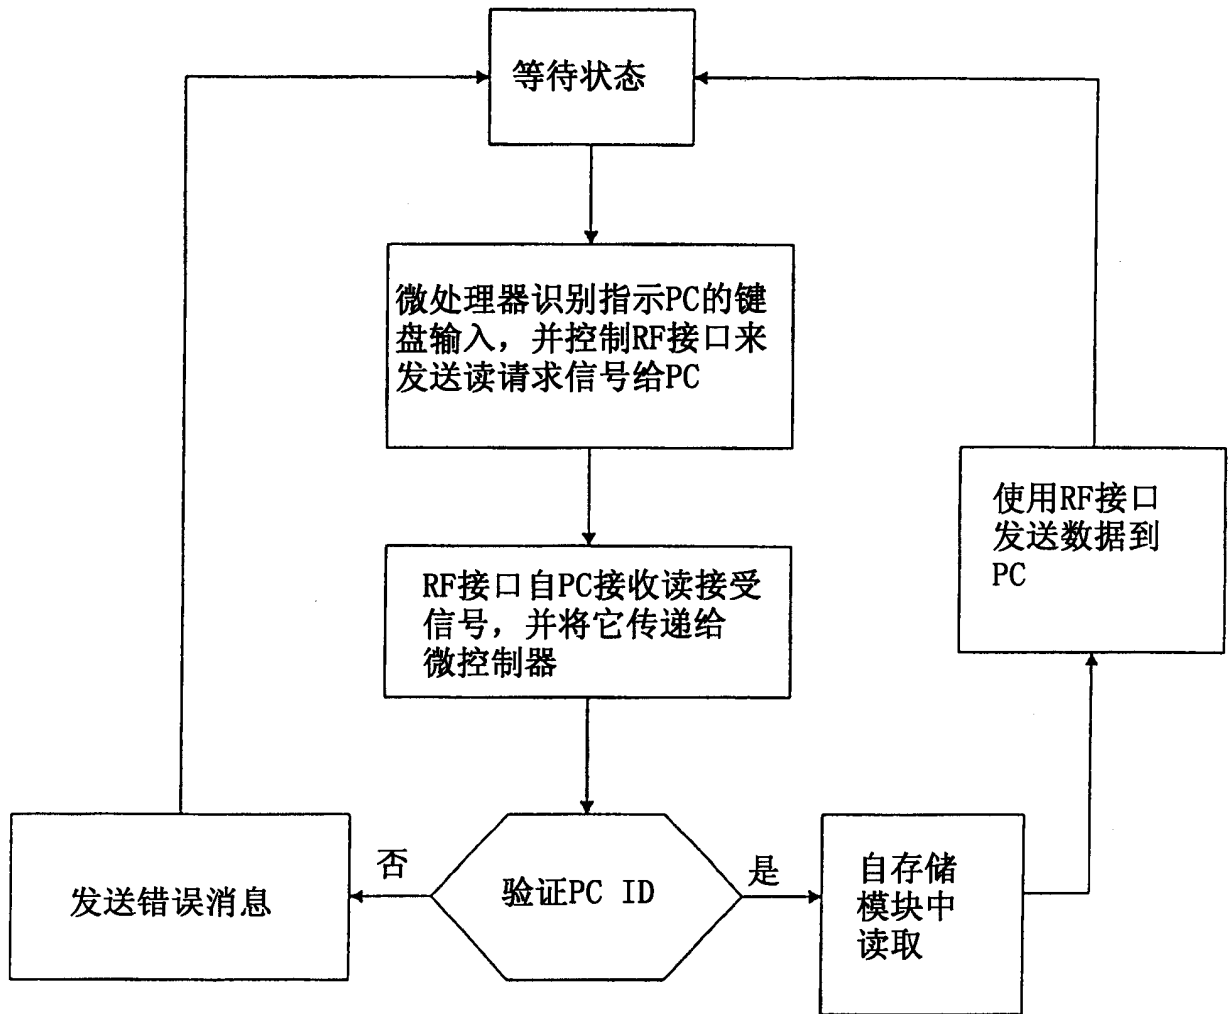 等待状态
微处理器识别指示PC的键
盘输入，并控制RF接口来
发送读请求信号给PC
使用RF接口
发送数据到
PC
RF接口自PC接收读接受
信号，并将它传递给
微控制器
否
是
发送错误消息
验证PC ID
自存储
模块中
读取